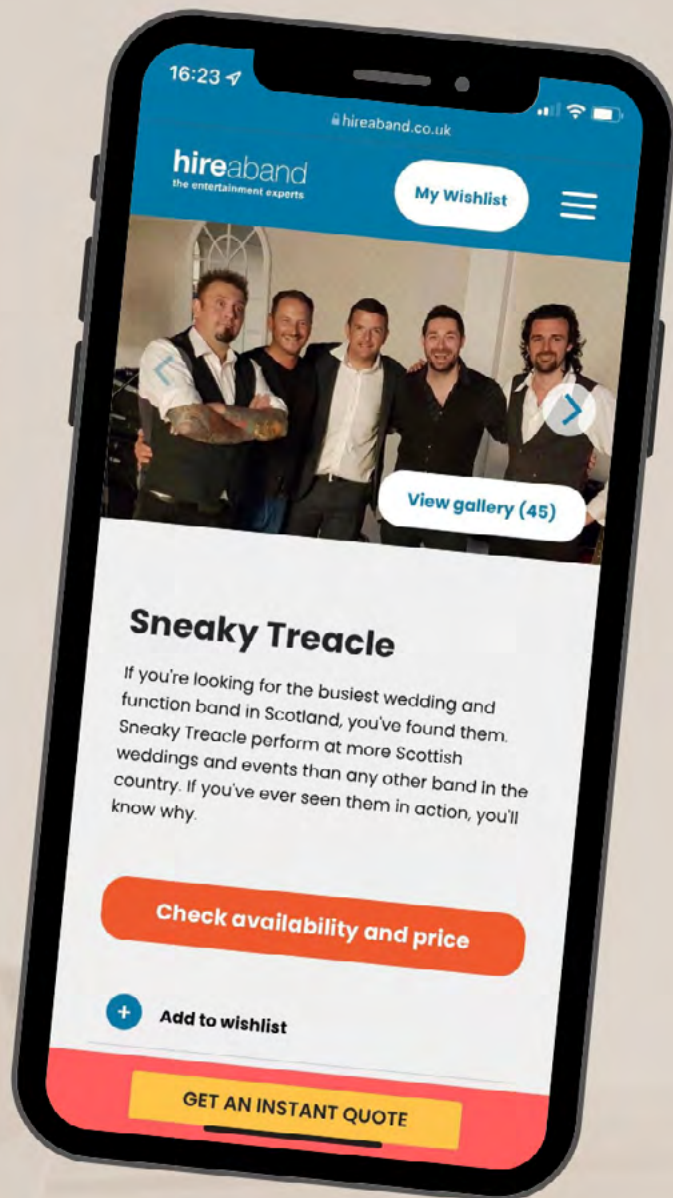 16:23
hireaband.co.uk
hireaband
the entertainment experts
My Wishlist
View gallery (45)
Sneaky Treacle
If you're looking for the busiest wedding and
function band in Scotland, you've found them.
Sneaky Treacle perform at more Scottish
weddings and events than any other band in the
country. If you've ever seen them in action, you'll
know why.
Check availability and price
+
Add to wishlist
GET AN INSTANT QUOTE